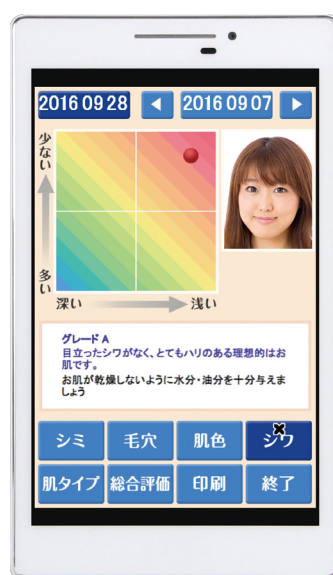 2016 09 28 ◀ 2016 09 07 ▶
少ない
多い
深い 浅い
グレード A
目立ったシワがなく、とてもハリのある理想的はお
肌です。
お肌が乾燥しないように水分・油分を十分与えま
しょう
シミ 毛穴 肌色 シワ
肌タイプ 総合評価 印刷 終了